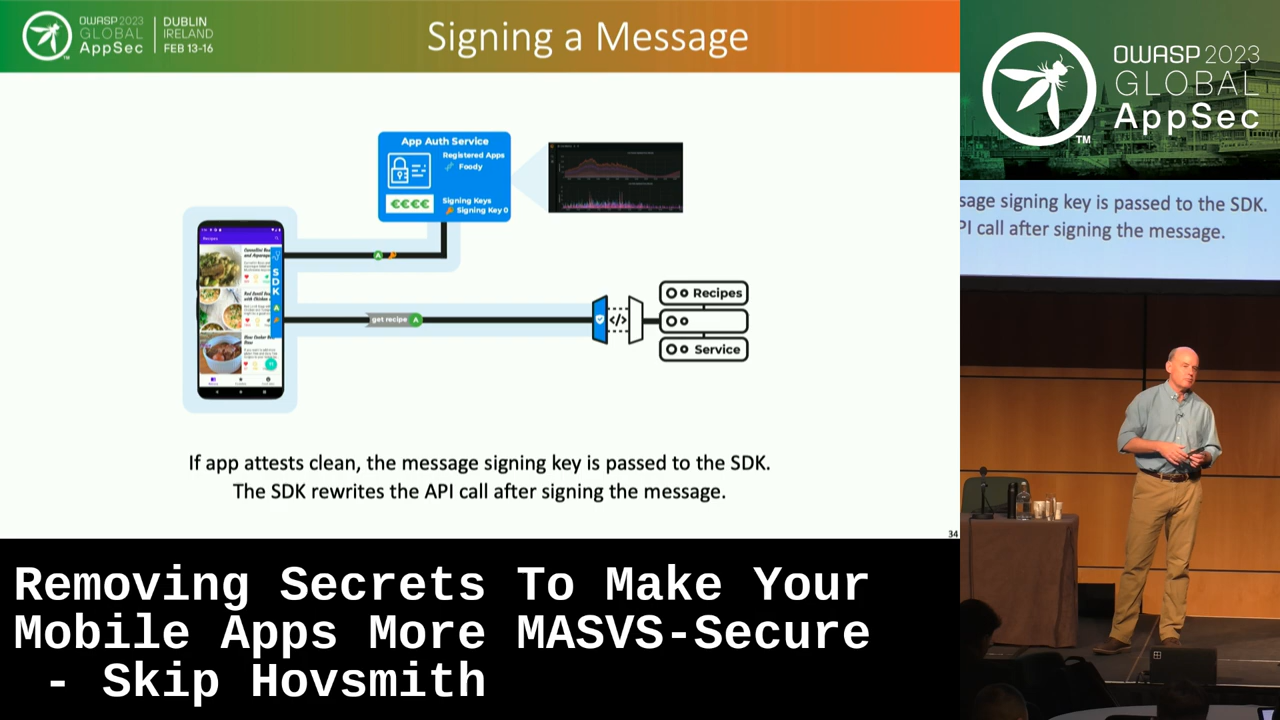 OWASP 2023
GLOBAL
AppSec
DUBLIN
IRELAND
FEB 13-16
TM
Signing a Message
App Auth Service
Registered Apps
Foody
€€€€
Signing Keys
Signing Key 0
Recipes
SDK
A
get recipe A
</>
Recipes
Service
If app attests clean, the message signing key is passed to the SDK.
The SDK rewrites the API call after signing the message.
34
OWASP 2023
GLOBAL
AppSec
TM
sage signing key is passed to the SDK.
PI call after signing the message.
Removing Secrets To Make Your
Mobile Apps More MASVS-Secure
- Skip Hovsmith